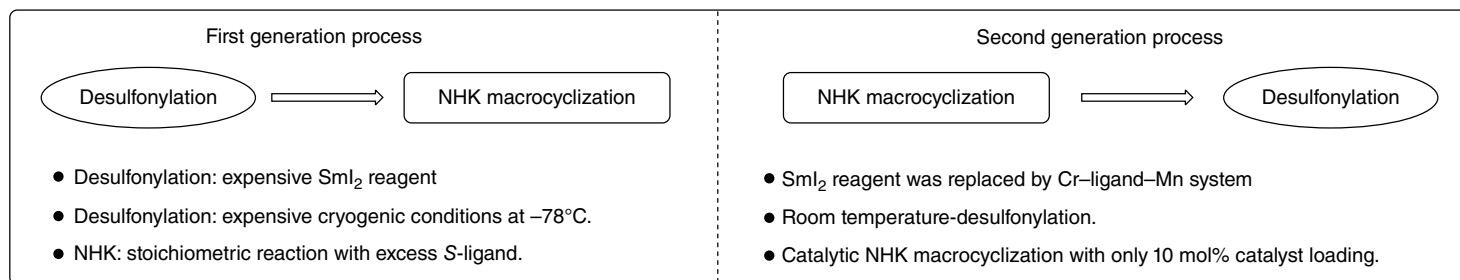 First generation process
Desulfonylation
NHK macrocyclization
● Desulfonylation: expensive SmI₂ reagent
● Desulfonylation: expensive cryogenic conditions at –78°C.
● NHK: stoichiometric reaction with excess S-ligand.
Second generation process
NHK macrocyclization
Desulfonylation
● SmI₂ reagent was replaced by Cr–ligand–Mn system
● Room temperature-desulfonylation.
● Catalytic NHK macrocyclization with only 10 mol% catalyst loading.